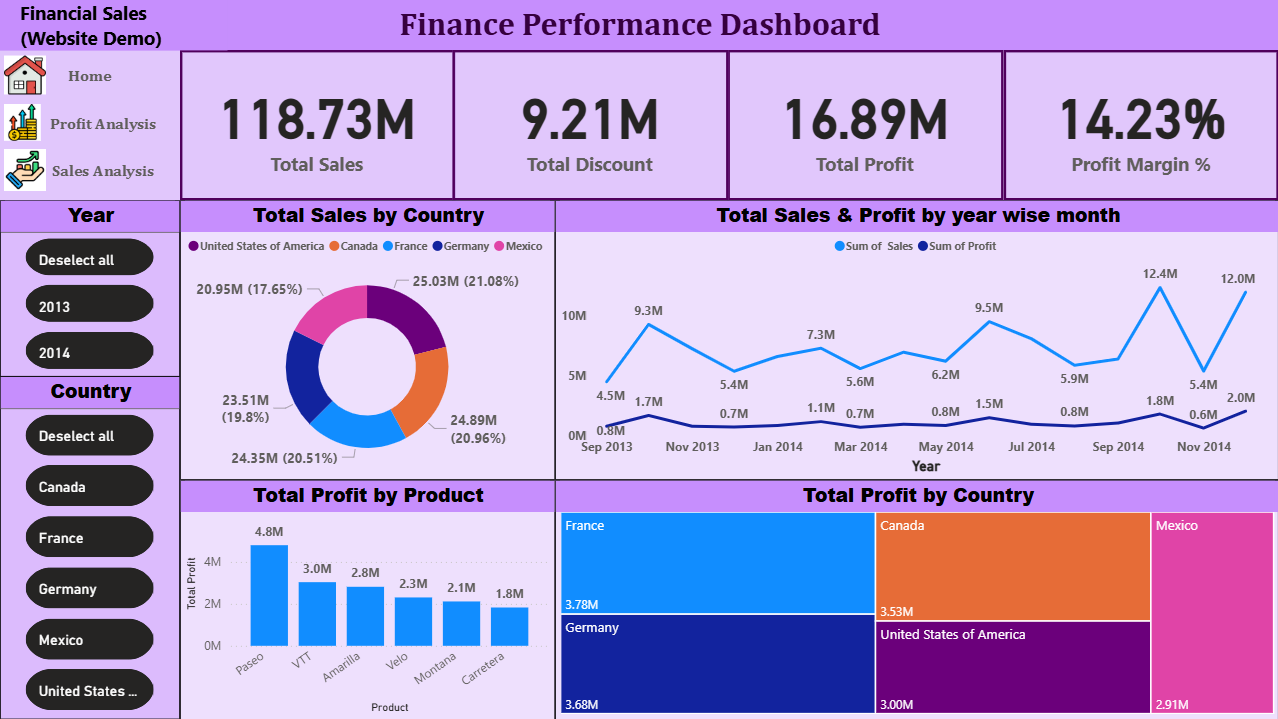 Financial Sales
(Website Demo)
Finance Performance Dashboard
Home
Profit Analysis
Sales Analysis
118.73M
Total Sales
9.21M
Total Discount
16.89M
Total Profit
14.23%
Profit Margin %
Year
Deselect all
2013
2014
Country
Deselect all
Canada
France
Germany
Mexico
United States ...
Total Sales by Country
United States of America Canada France Germany Mexico
20.95M (17.65%)
25.03M (21.08%)
23.51M
(19.8%)
24.89M
(20.96%)
24.35M (20.51%)
Total Sales & Profit by year wise month
Sum of Sales Sum of Profit
10M
5M
0M
4.5M
9.3M
5.4M
7.3M
5.6M
6.2M
9.5M
5.9M
12.4M
5.4M
12.0M
0.8M
1.7M
0.7M
1.1M
0.7M
0.8M
1.5M
0.8M
1.8M
0.6M
2.0M
Sep 2013 Nov 2013 Jan 2014 Mar 2014 May 2014 Jul 2014 Sep 2014 Nov 2014
Year
Total Profit by Product
Total Profit
4M
2M
0M
4.8M
3.0M
2.8M
2.3M
2.1M
1.8M
Paseo
VTT
Amarilla
Velo
Montana
Carretera
Product
Total Profit by Country
France
3.78M
Germany
3.68M
Canada
3.53M
United States of America
3.00M
Mexico
2.91M